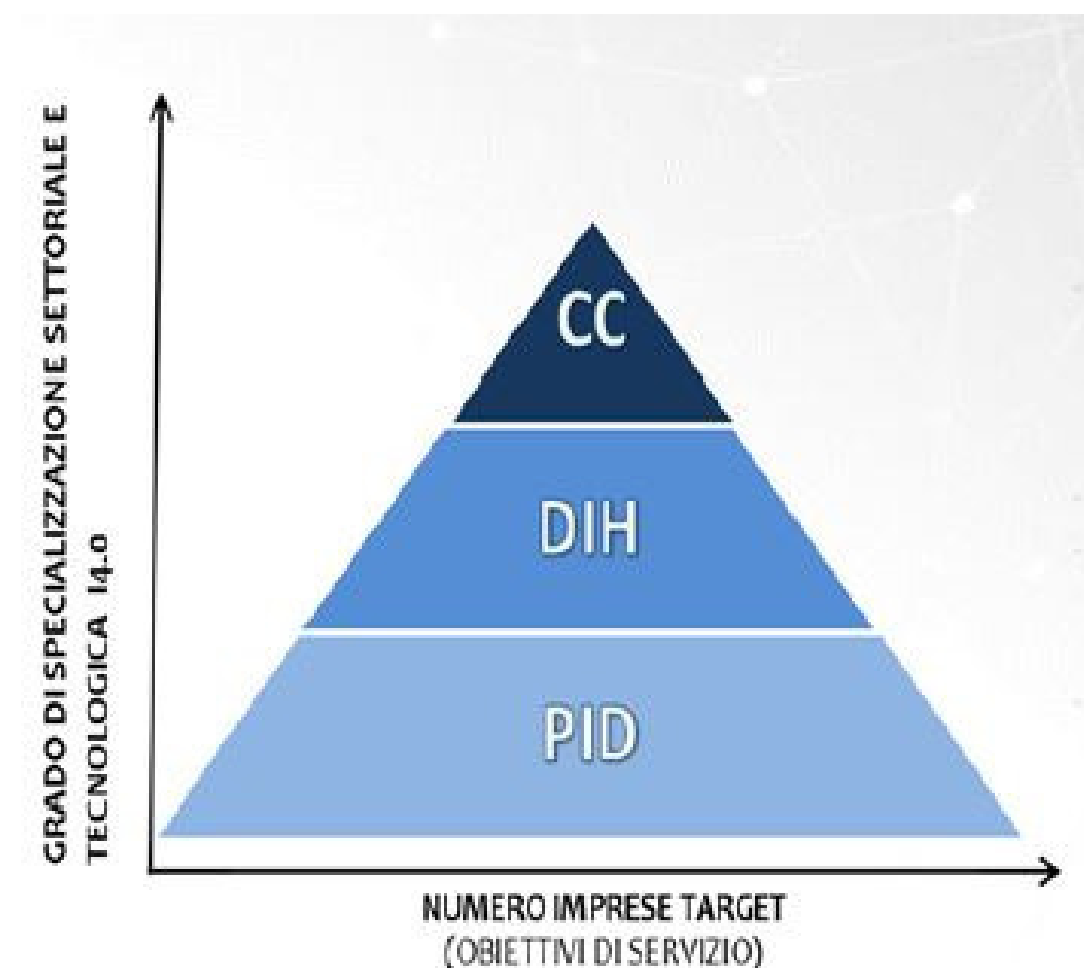 GRADO DI SPECIALIZZAZIONE SETTORIALE E
TECNOLOGICA I4.0
CC
DIH
PID
NUMERO IMPRESE TARGET
(OBIETTIVI DI SERVIZIO)